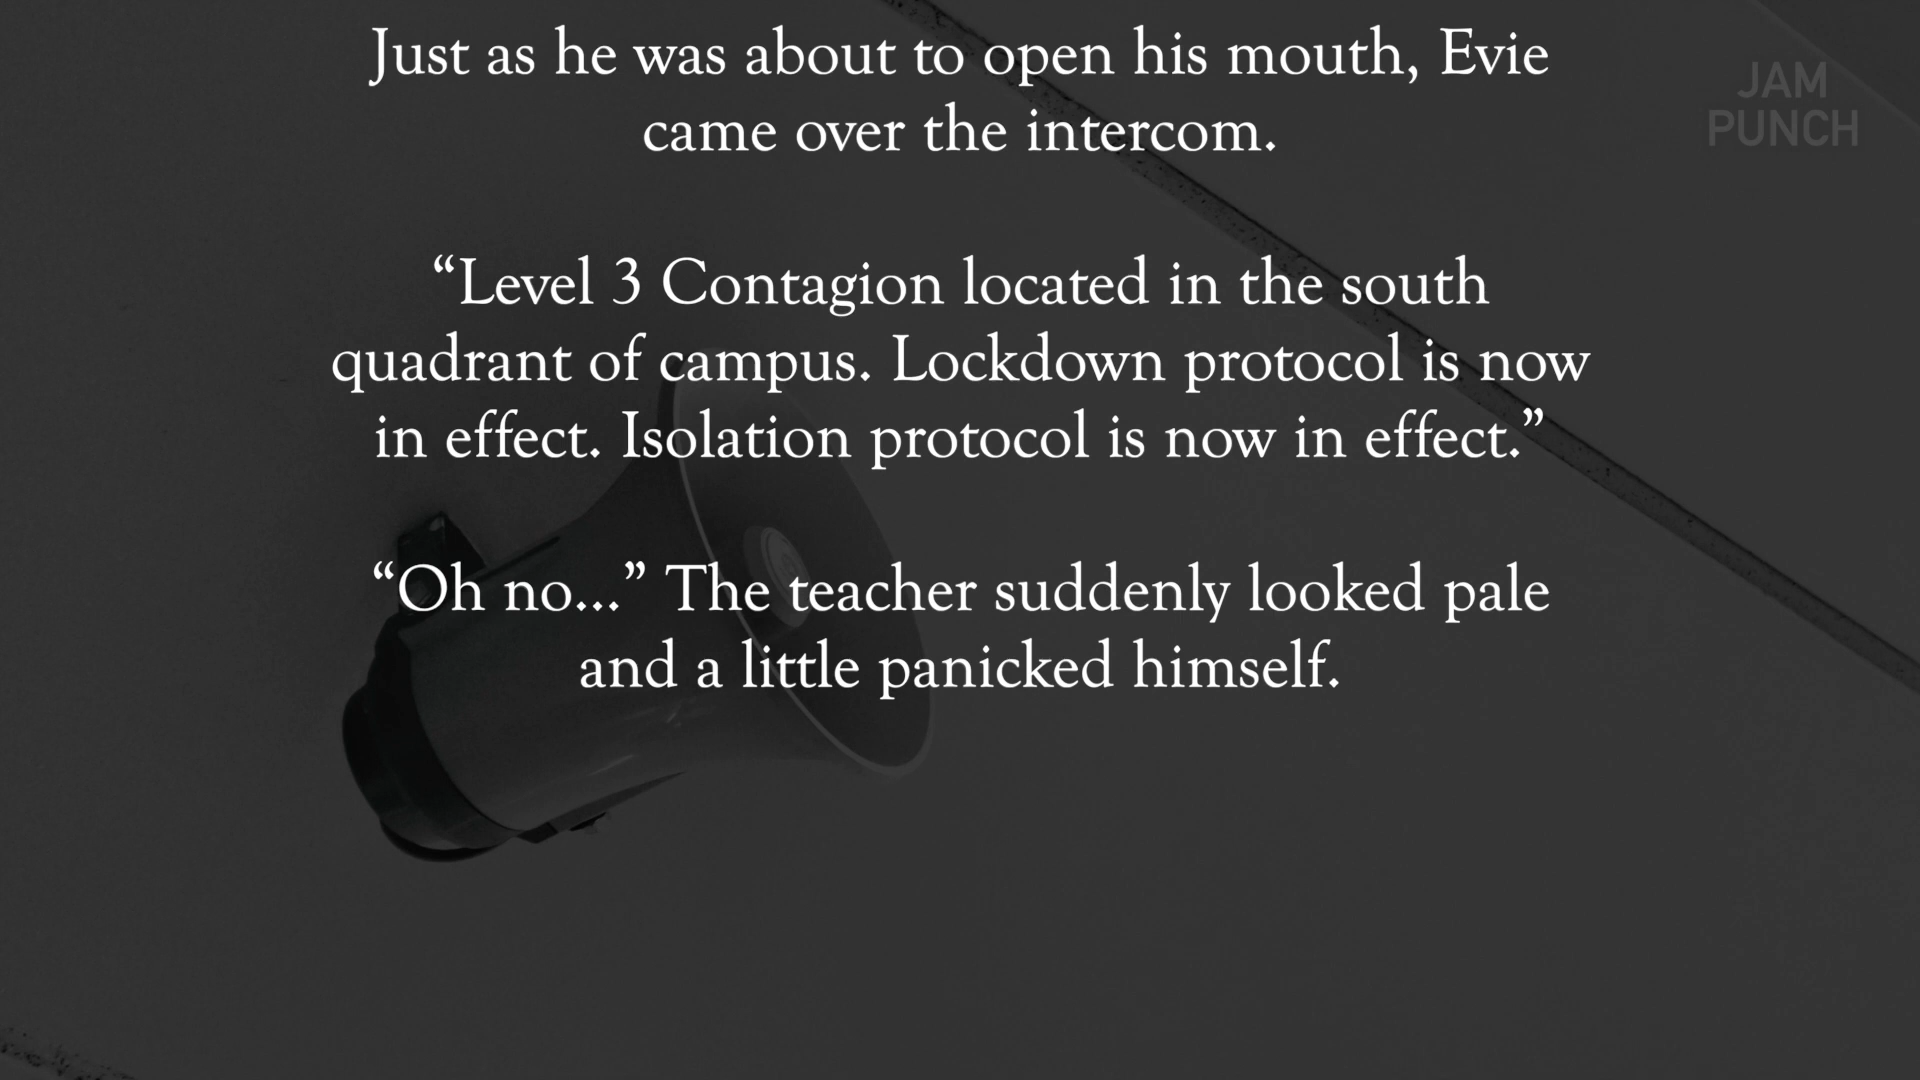 Just as he was about to open his mouth, Evie
came over the intercom.
“Level 3 Contagion located in the south
quadrant of campus. Lockdown protocol is now
in effect. Isolation protocol is now in effect.”
“Oh no...” The teacher suddenly looked pale
and a little panicked himself.
JAM
PUNCH